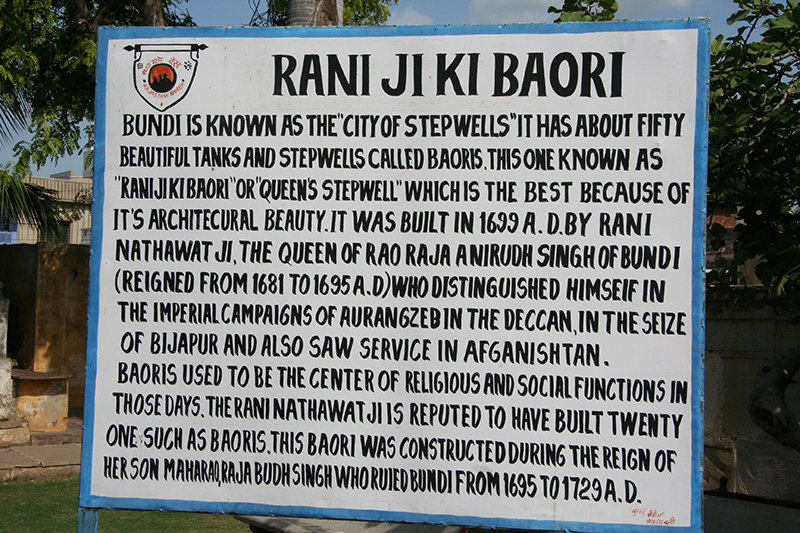 RANI JI KI BAORI
BUNDI IS KNOWN AS THE "CITY OF STEPWELLS" IT HAS ABOUT FIFTY
BEAUTIFUL TANKS AND STEPWELLS CALLED BAORIS. THIS ONE KNOWN AS
"RANI JI KI BAORI" OR "QUEEN'S STEPWELL" WHICH IS THE BEST BECAUSE OF
IT'S ARCHITECURAL BEAUTY. IT WAS BUILT IN 1699 A. D. BY RANI
NATHAWAT JI, THE QUEEN OF RAO RAJA ANIRUDH SINGH OF BUNDI
(REIGNED FROM 1681 TO 1695 A.D) WHO DISTINGUISHED HIMSEIF IN
THE IMPERIAL CAMPAIGNS OF AURANGZEB IN THE DECCAN, IN THE SEIZE
OF BIJAPUR AND ALSO SAW SERVICE IN AFGANISHTAN.
BAORIS USED TO BE THE CENTER OF RELIGIOUS AND SOCIAL FUNCTIONS IN
THOSE DAYS. THE RANI NATHAWAT JI IS REPUTED TO HAVE BUILT TWENTY
ONE SUCH AS BAORIS. THIS BAORI WAS CONSTRUCTED DURING THE REIGN OF
HER SON MAHARAO, RAJA BUDH SINGH WHO RUIED BUNDI FROM 1695 TO 1729 A.D.